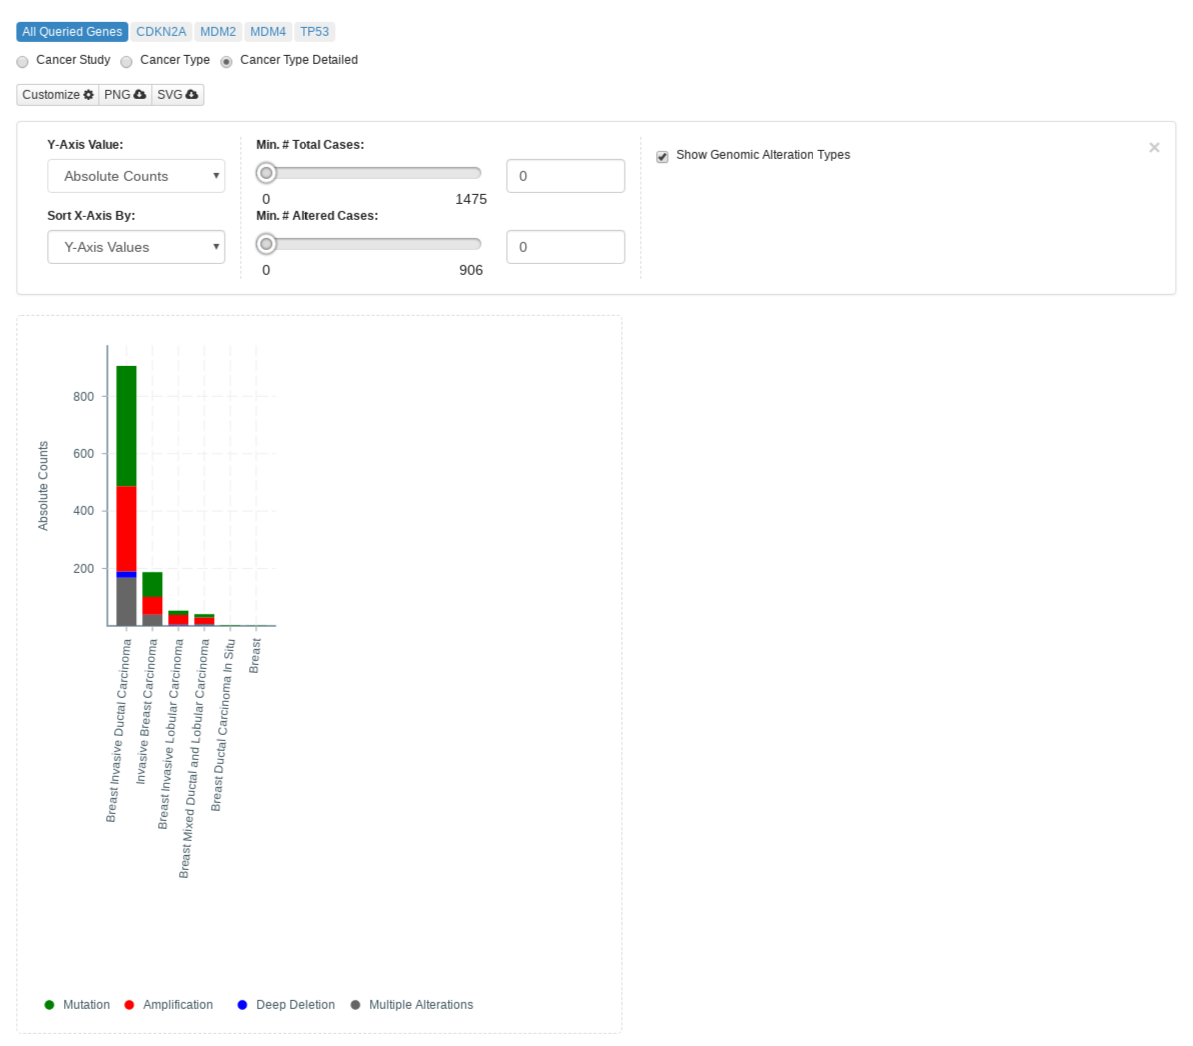 All Queried Genes CDKN2A MDM2 MDM4 TP53
Cancer Study Cancer Type Cancer Type Detailed
Customize PNG SVG
Y-Axis Value:
Absolute Counts
Sort X-Axis By:
Y-Axis Values
Min. # Total Cases:
0
0 1475
Min. # Altered Cases:
0
0 906
Show Genomic Alteration Types
×
Absolute Counts
800
600
400
200
Breast Invasive Ductal Carcinoma
Invasive Breast Carcinoma
Breast Invasive Lobular Carcinoma
Breast Mixed Ductal and Lobular Carcinoma
Breast Ductal Carcinoma In Situ
Breast
Mutation Amplification Deep Deletion Multiple Alterations